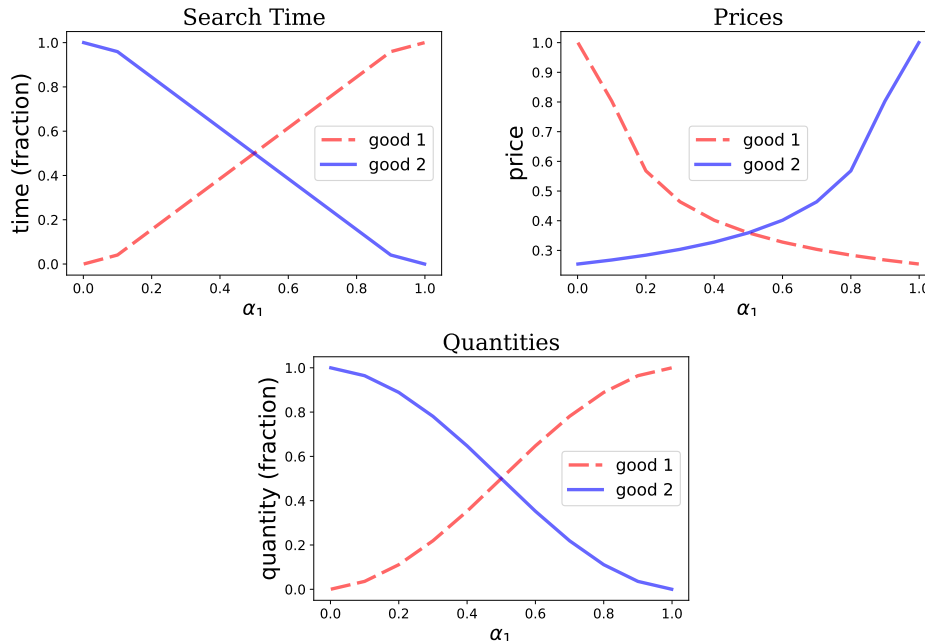 Search Time
time (fraction)
1.0
0.8
0.6
0.4
0.2
0.0
good 1
good 2
0.0 0.2 0.4 0.6 0.8 1.0
α₁
Prices
price
1.0
0.9
0.8
0.7
0.6
0.5
0.4
0.3
good 1
good 2
0.0 0.2 0.4 0.6 0.8 1.0
α₁
Quantities
quantity (fraction)
1.0
0.8
0.6
0.4
0.2
0.0
good 1
good 2
0.0 0.2 0.4 0.6 0.8 1.0
α₁